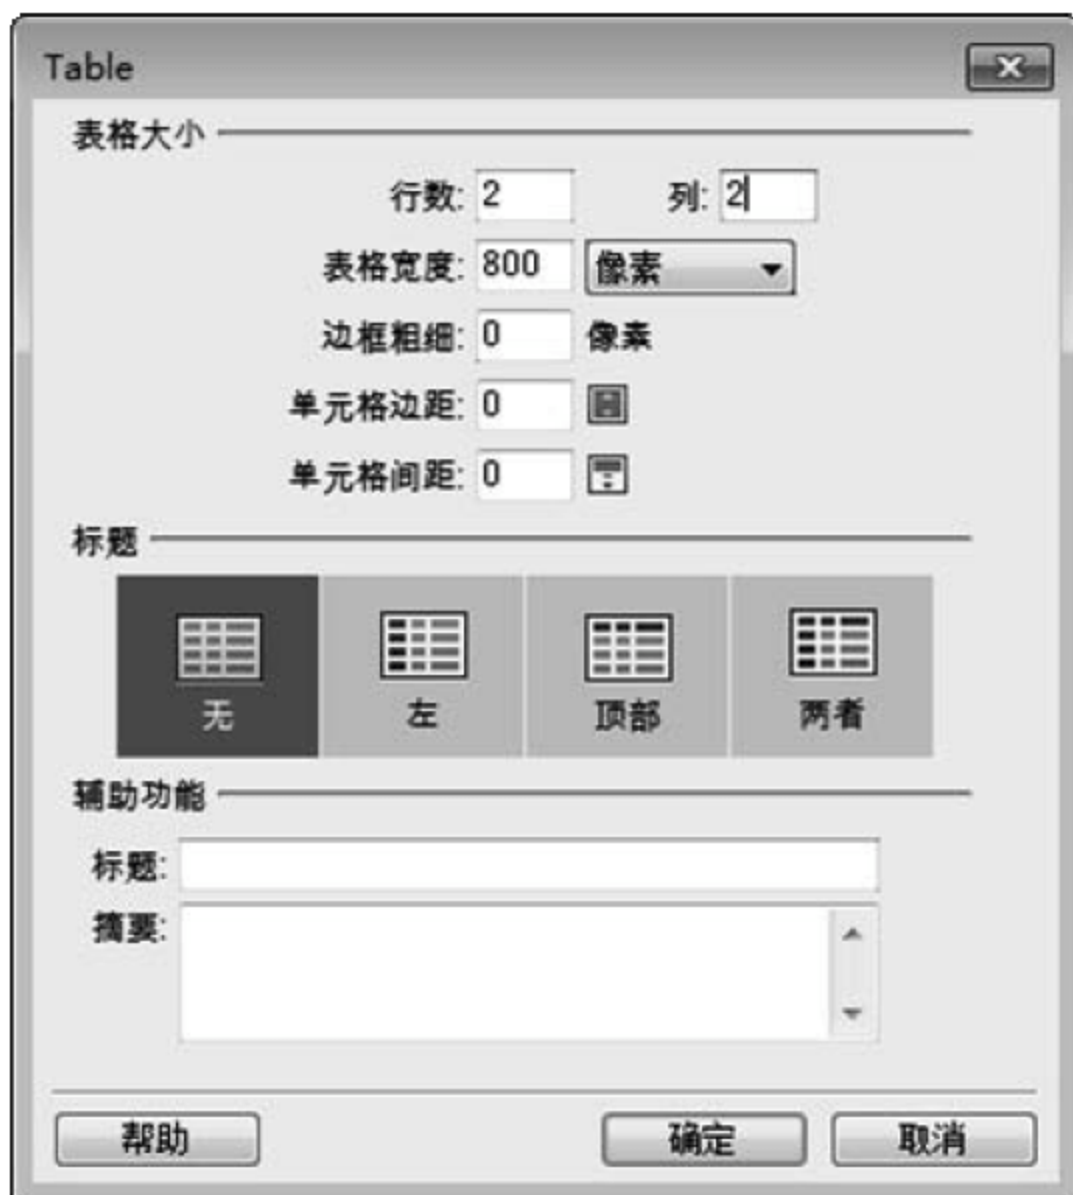 Table
表格大小
行数: 2 列: 2
表格宽度: 800 像素
边框粗细: 0 像素
单元格边距: 0
单元格间距: 0
标题
无 左 顶部 两者
辅助功能
标题:
摘要:
帮助 确定 取消